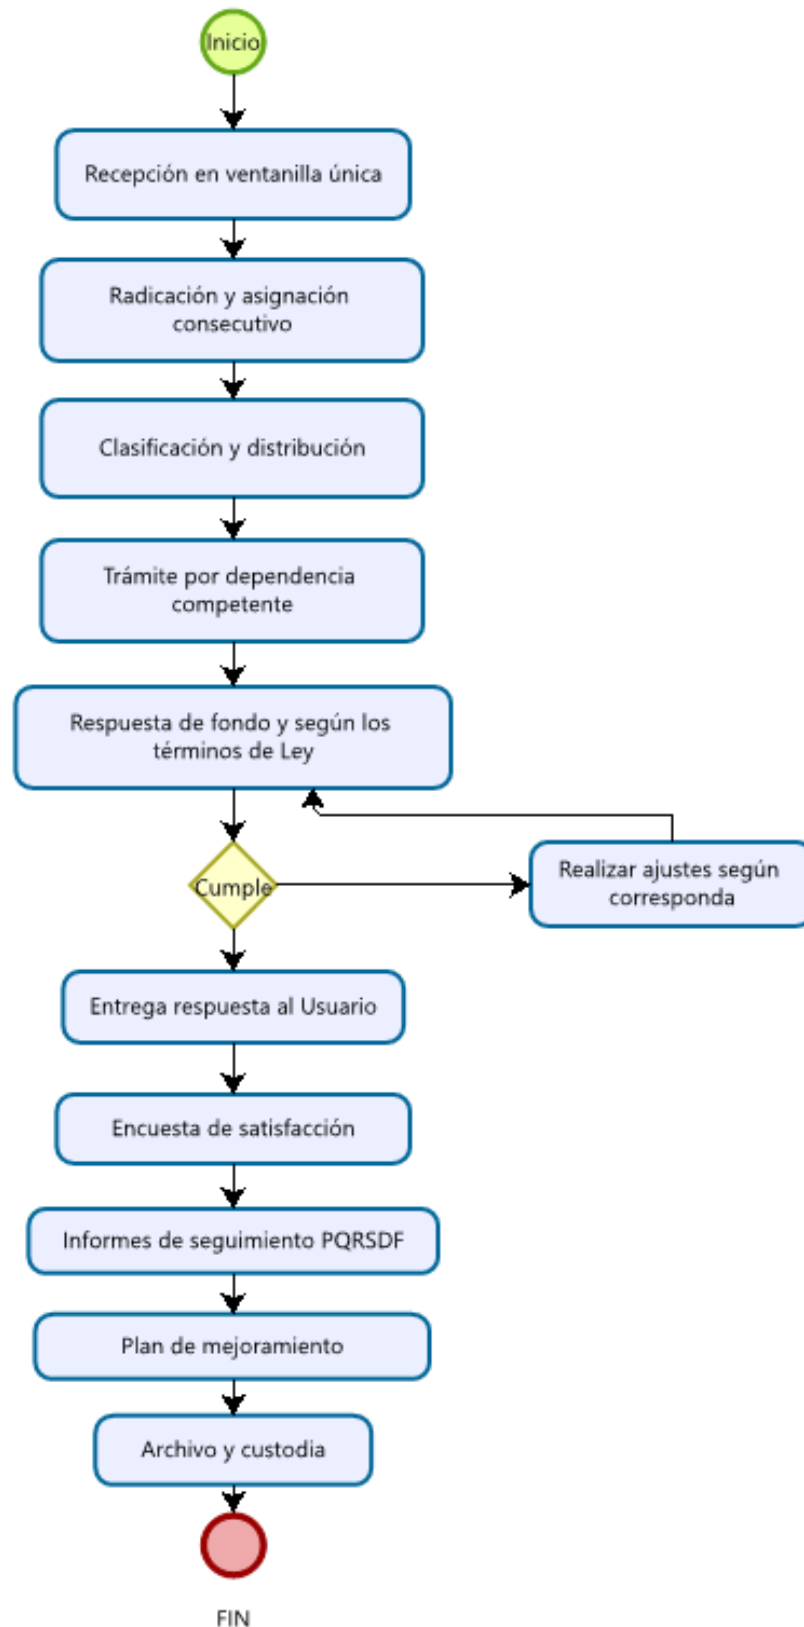 Inicio
Recepción en ventanilla única
Radicación y asignación
consecutivo
Clasificación y distribución
Trámite por dependencia
competente
Respuesta de fondo y según los
términos de Ley
Cumple
Realizar ajustes según
corresponda
Entrega respuesta al Usuario
Encuesta de satisfacción
Informes de seguimiento PQRSDF
Plan de mejoramiento
Archivo y custodia
FIN